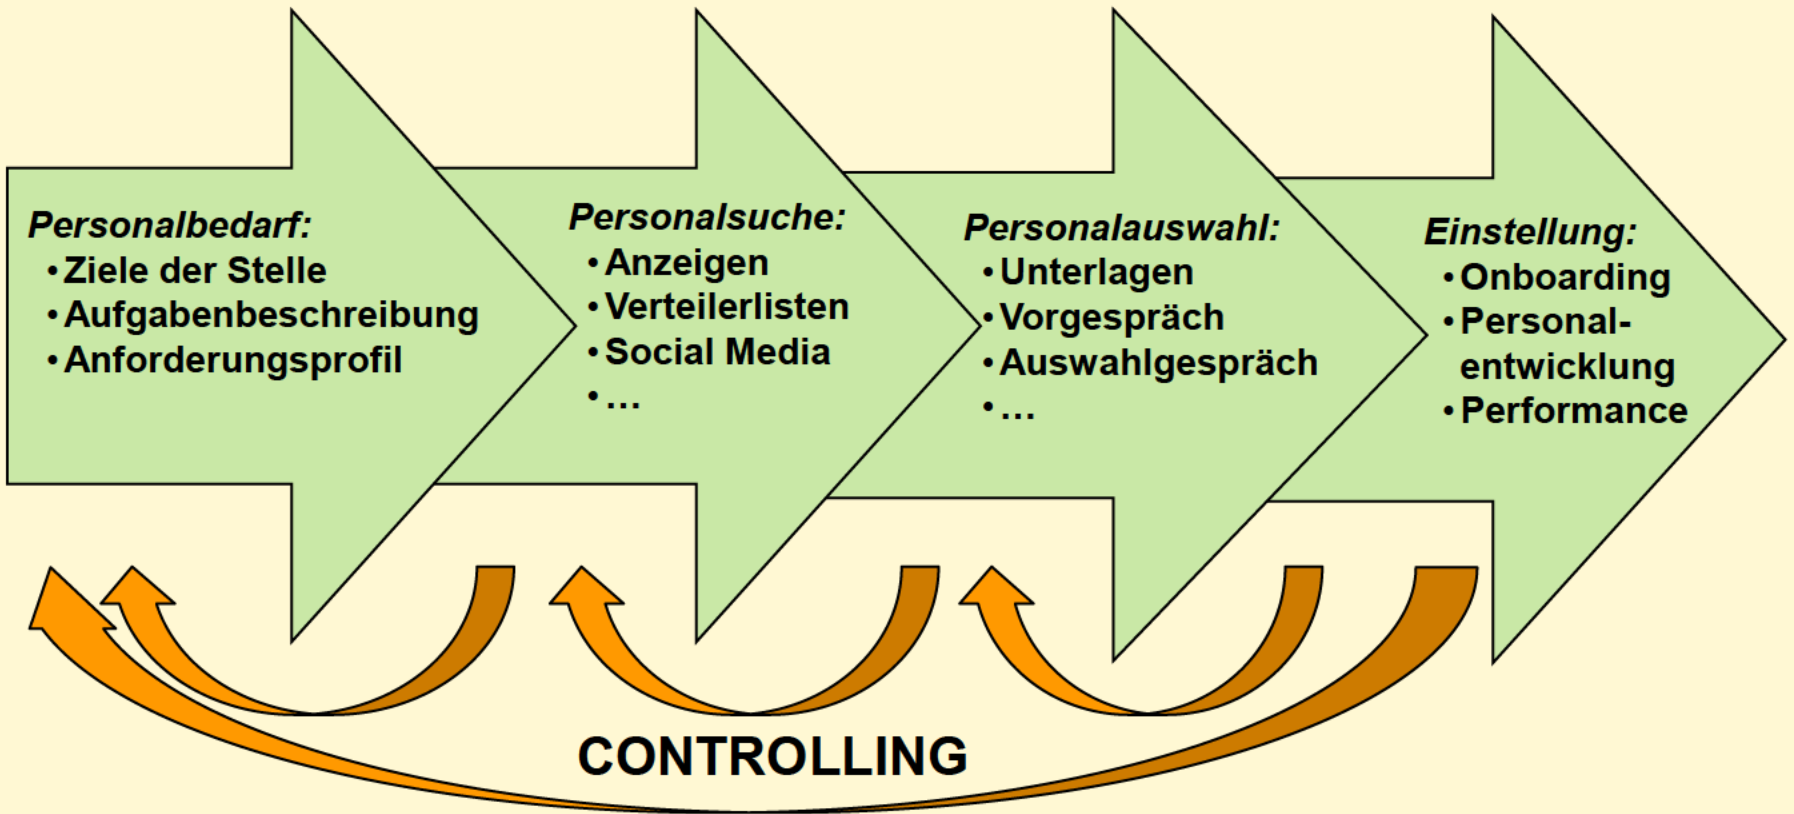 Personalbedarf:
• Ziele der Stelle
• Aufgabenbeschreibung
• Anforderungsprofil
Personalsuche:
• Anzeigen
• Verteilerlisten
• Social Media
• ...
Personalauswahl:
• Unterlagen
• Vorgespräch
• Auswahlgespräch
• ...
Einstellung:
• Onboarding
• Personal-
entwicklung
• Performance
CONTROLLING